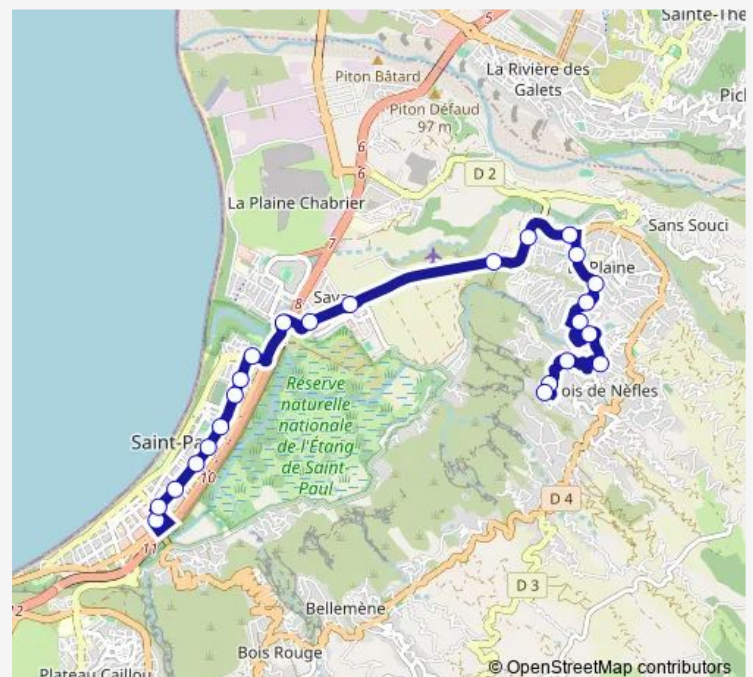 Sainte-Thé
5
La Rivière des
Galets
Piton Bâtard
Piton Défaud
97 m
6
6
D 2
La Plaine Chabrier
7
Sans Souci
Plaine
8
Sav
Réserve
naturelle
nationale
de l'Étang
de Saint-
Paul
ois de Nèfles
Saint-Pa
10
D 4
11
D 3
12
Bellemène
Bois Rouge
Plateau Caillou
© OpenStreetMap contributors